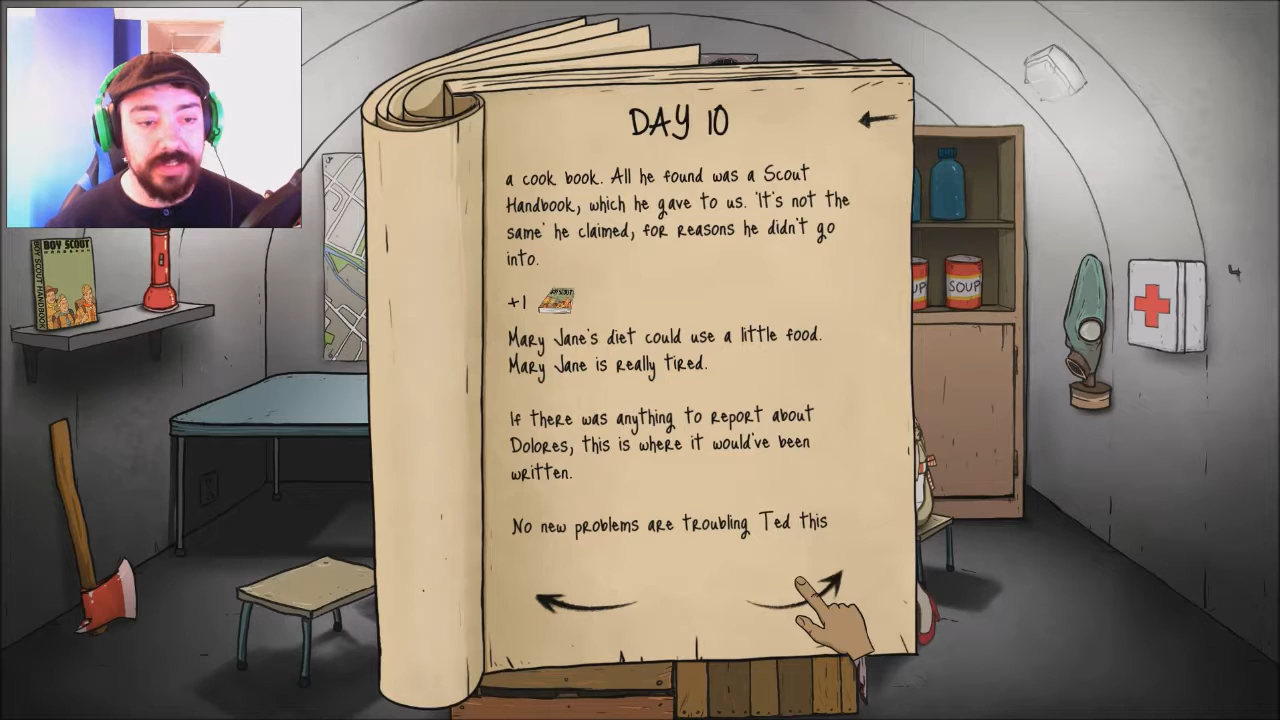 DAY 10
a cook book. All he found was a Scout
Handbook, which he gave to us. 'It's not the
same' he claimed, for reasons he didn't go
into.
+1
Mary Jane's diet could use a little food.
Mary Jane is really tired.
If there was anything to report about
Dolores, this is where it would've been
written.
No new problems are troubling Ted this
BOY SCOUT
HANDBOOK
BOY SCOUT HANDBOOK
SOUP